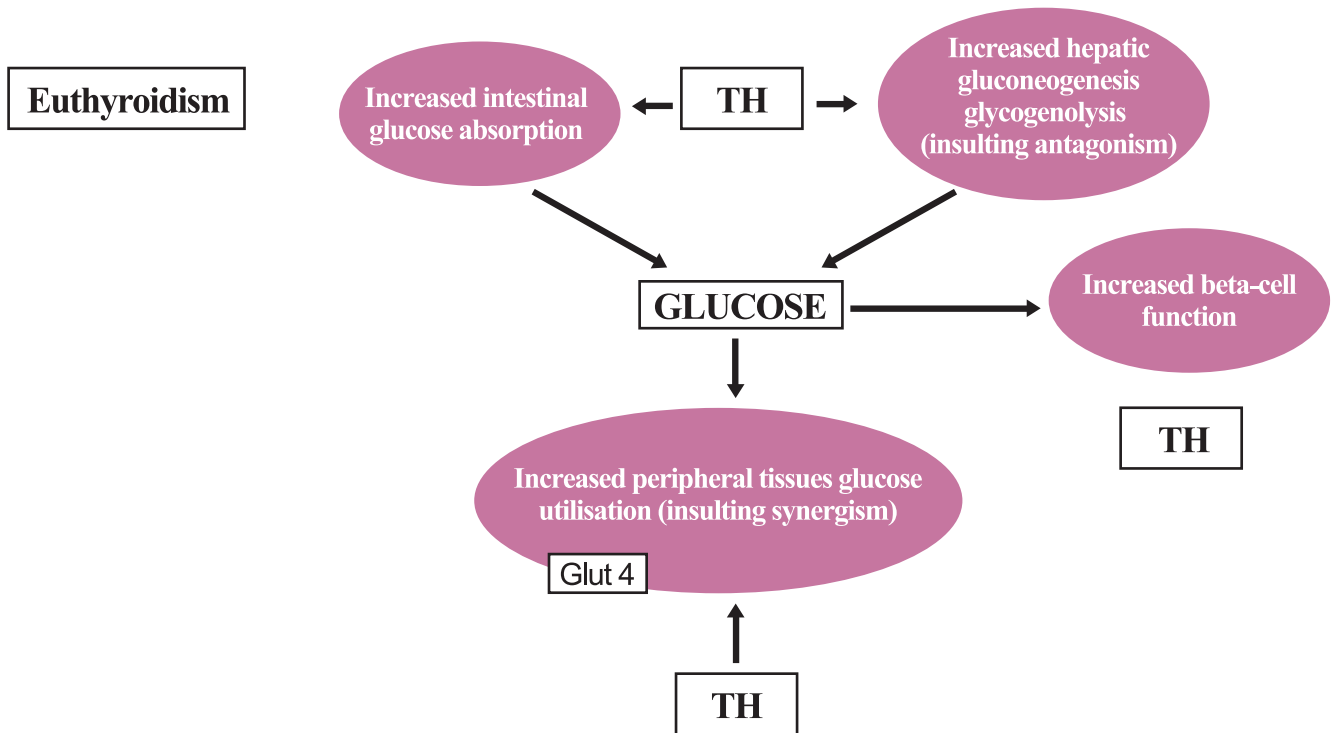 Euthyroidism
Increased intestinal
glucose absorption
TH
Increased hepatic
gluconeogenesis
glycogenolysis
(insulting antagonism)
GLUCOSE
Increased beta-cell
function
TH
Increased peripheral tissues glucose
utilisation (insulting synergism)
Glut 4
TH